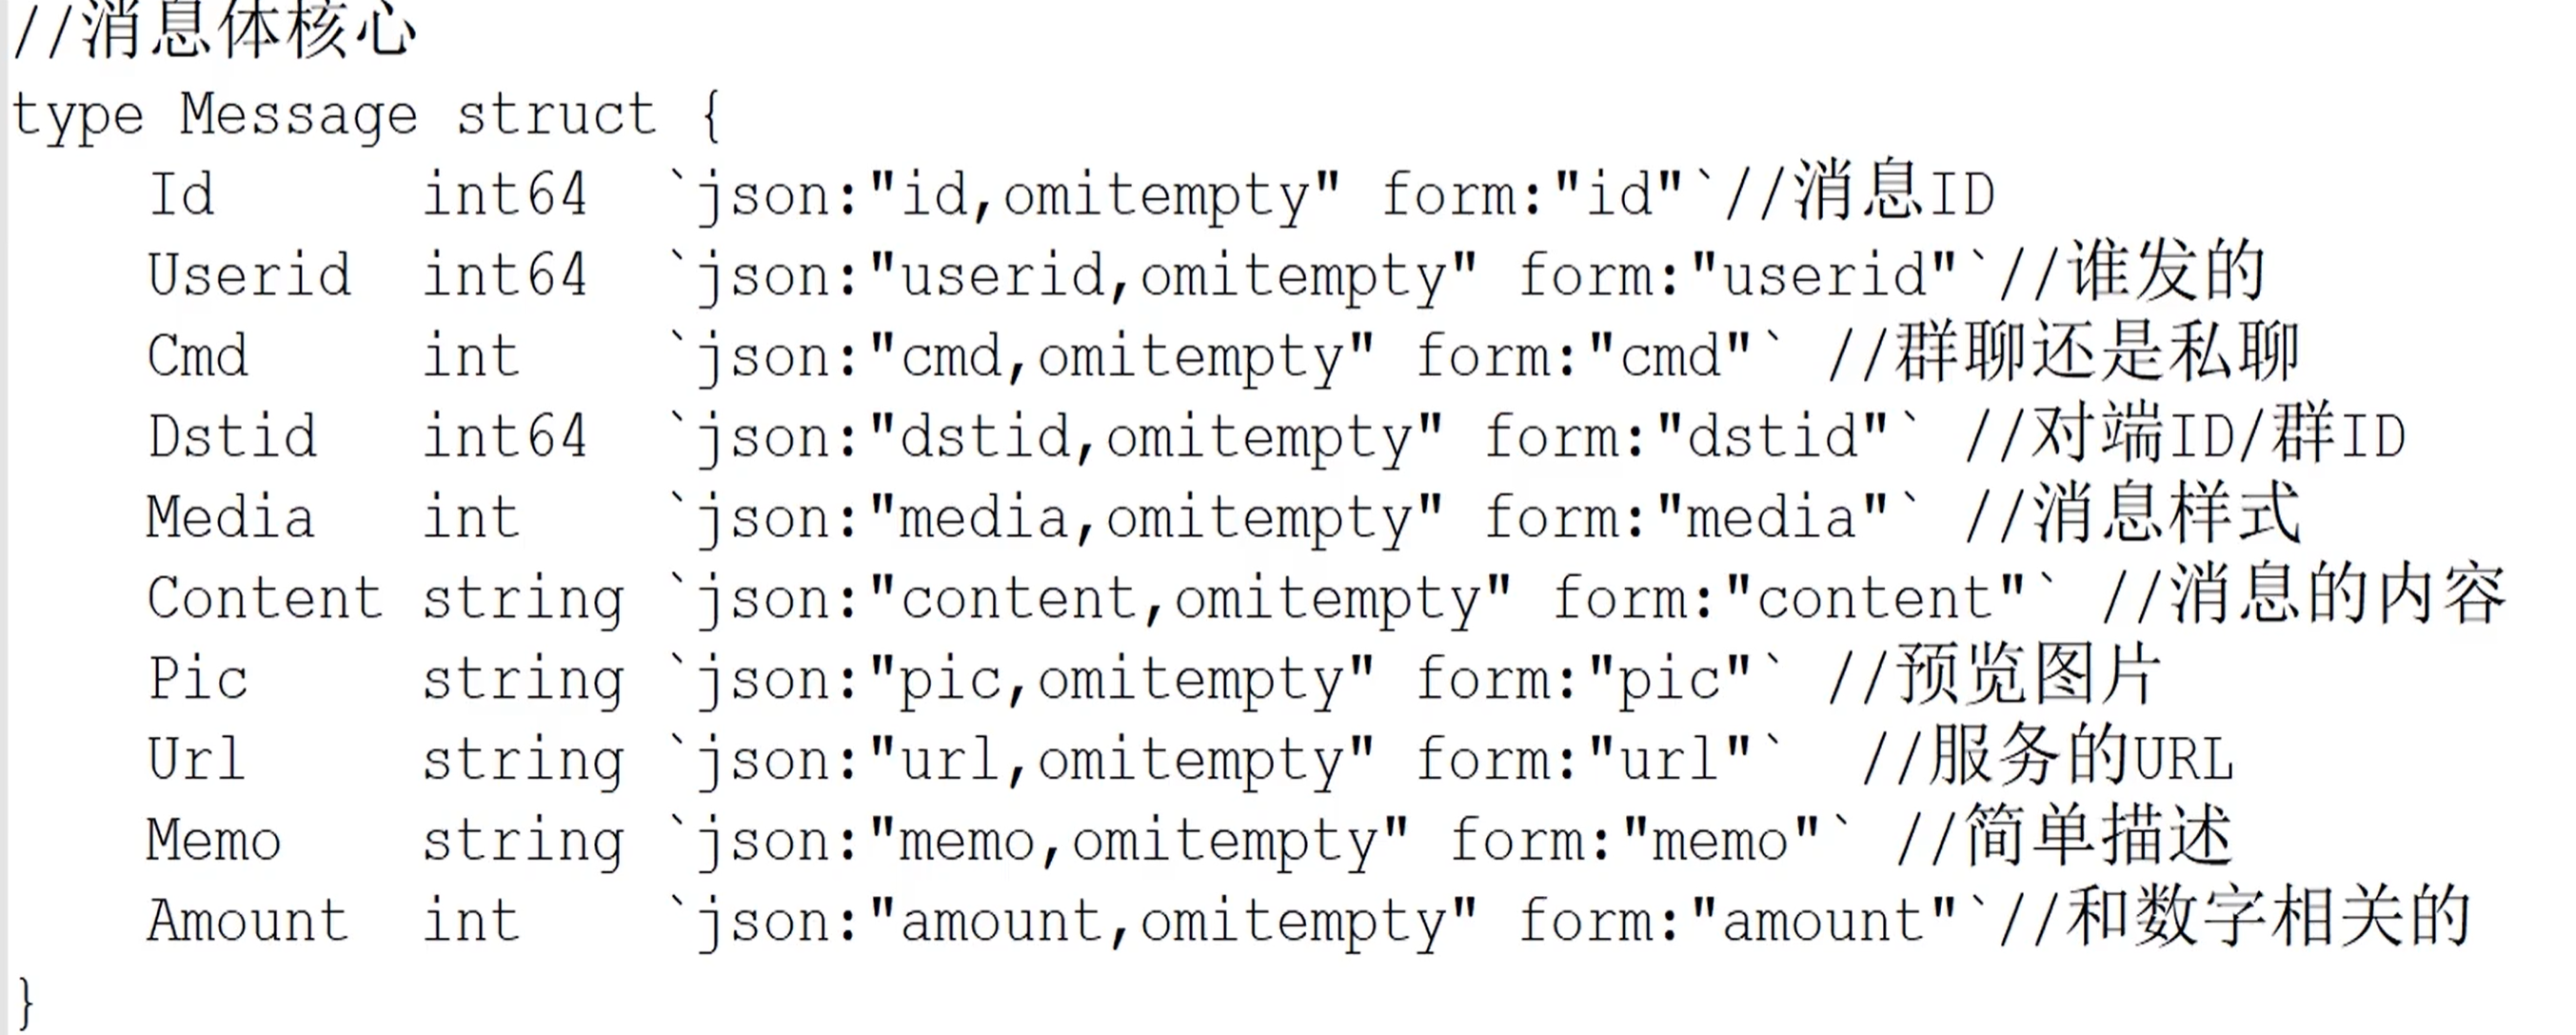 //消息体核心
type Message struct {
    Id      int64  `json:"id,omitempty" form:"id"`//消息ID
    Userid  int64  `json:"userid,omitempty" form:"userid"`//谁发的
    Cmd     int    `json:"cmd,omitempty" form:"cmd"` //群聊还是私聊
    Dstid   int64  `json:"dstid,omitempty" form:"dstid"` //对端ID/群ID
    Media   int    `json:"media,omitempty" form:"media"` //消息样式
    Content string `json:"content,omitempty" form:"content"` //消息的内容
    Pic     string `json:"pic,omitempty" form:"pic"` //预览图片
    Url     string `json:"url,omitempty" form:"url"`  //服务的URL
    Memo    string `json:"memo,omitempty" form:"memo"` //简单描述
    Amount  int    `json:"amount,omitempty" form:"amount"`//和数字相关的
}